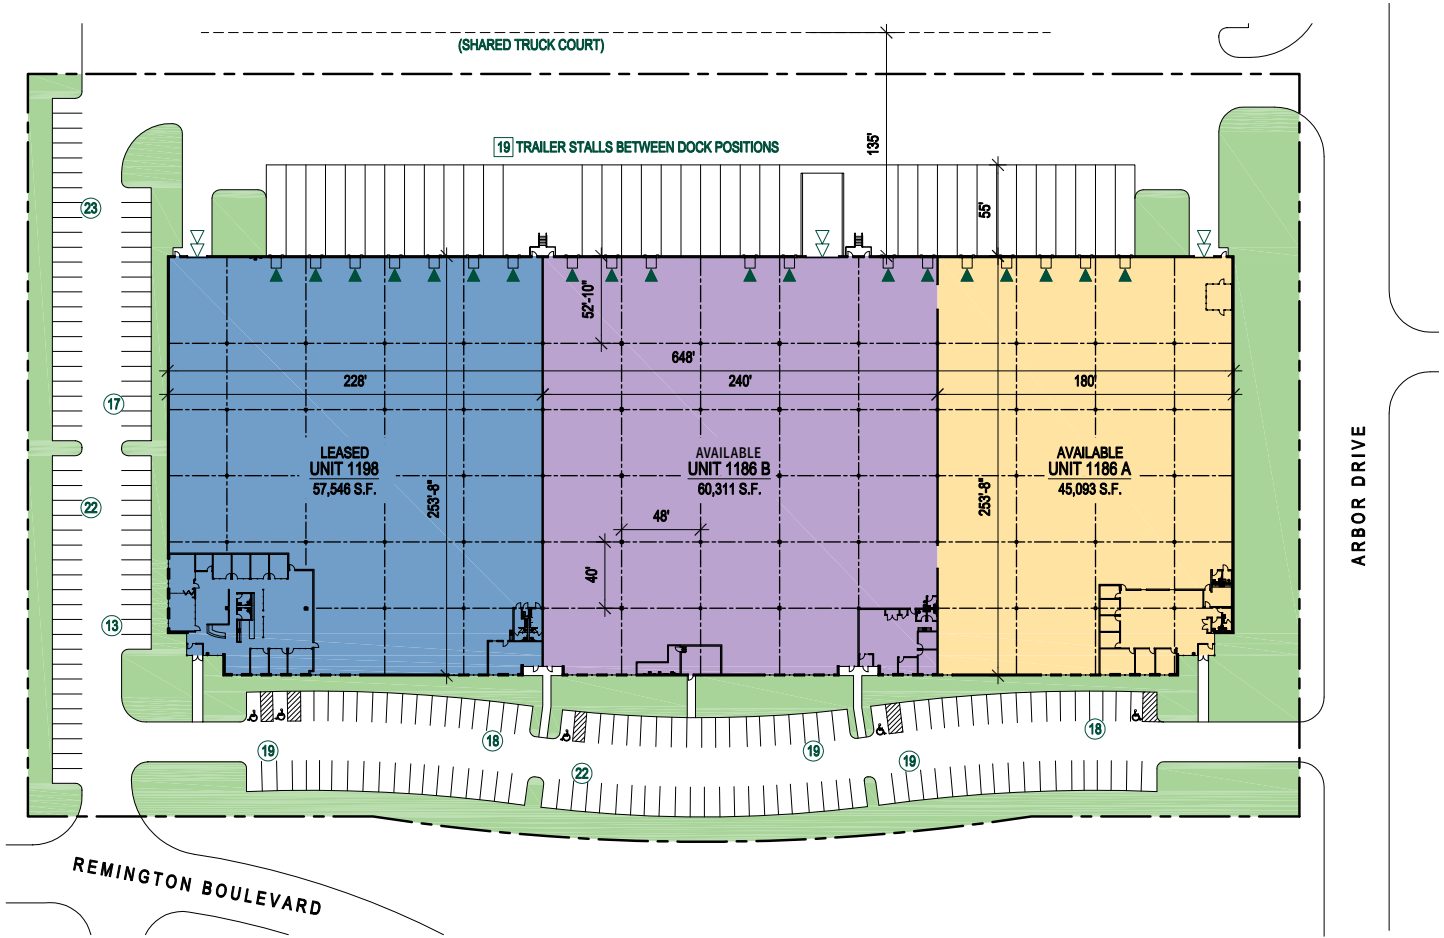 (SHARED TRUCK COURT)
135'
19 TRAILER STALLS BETWEEN DOCK POSITIONS
55'
23
52'-10"
648'
228'
240'
180'
17
LEASED
UNIT 1198
57,546 S.F.
AVAILABLE
UNIT 1186 B
60,311 S.F.
AVAILABLE
UNIT 1186 A
45,093 S.F.
253'-8"
253'-8"
22
48'
40'
13
ARBOR DRIVE
18
19
19
18
19
22
19
REMINGTON BOULEVARD